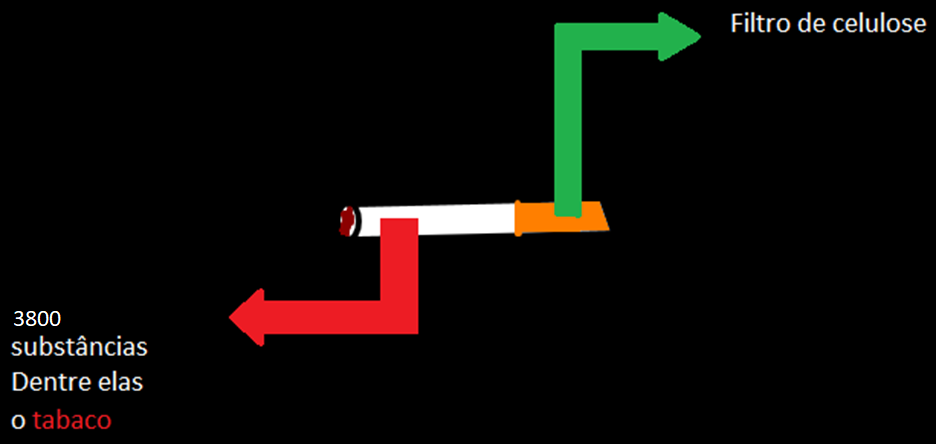 Filtro de celulose
3800
substâncias
Dentre elas
o tabaco